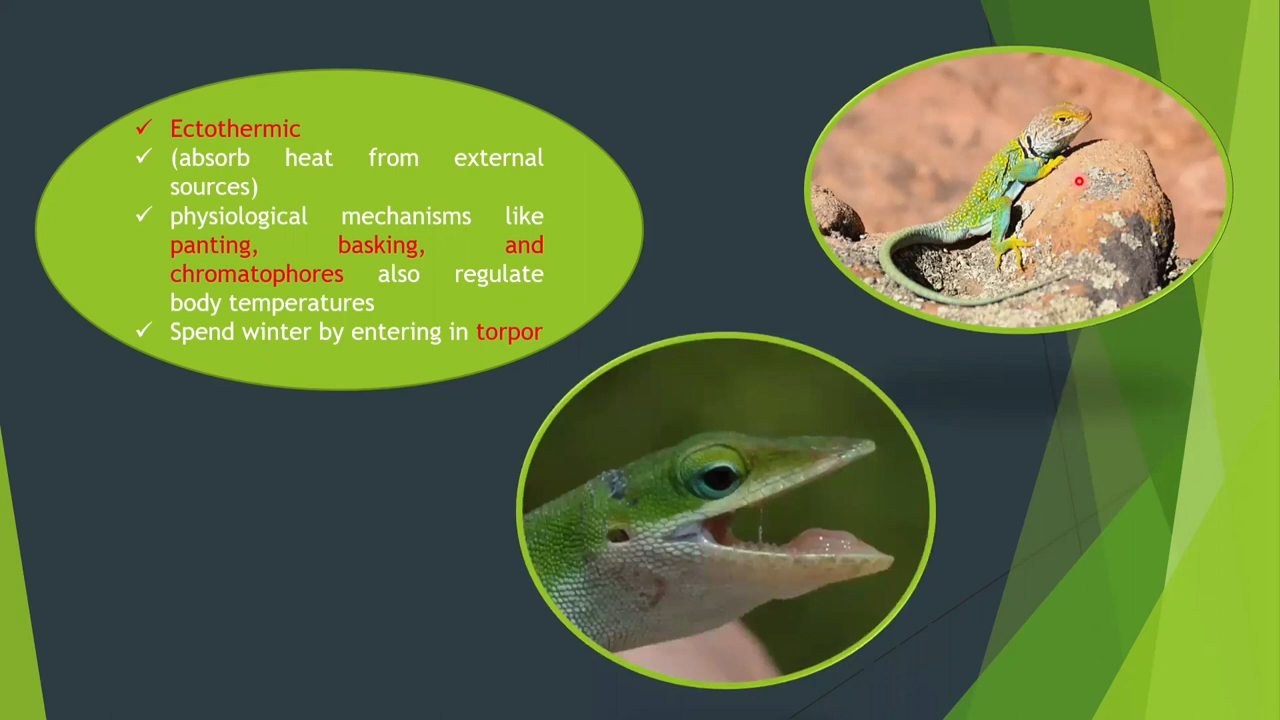 Ectothermic
(absorb heat from external
sources)
physiological mechanisms like
panting, basking, and
chromatophores also regulate
body temperatures
Spend winter by entering in torpor